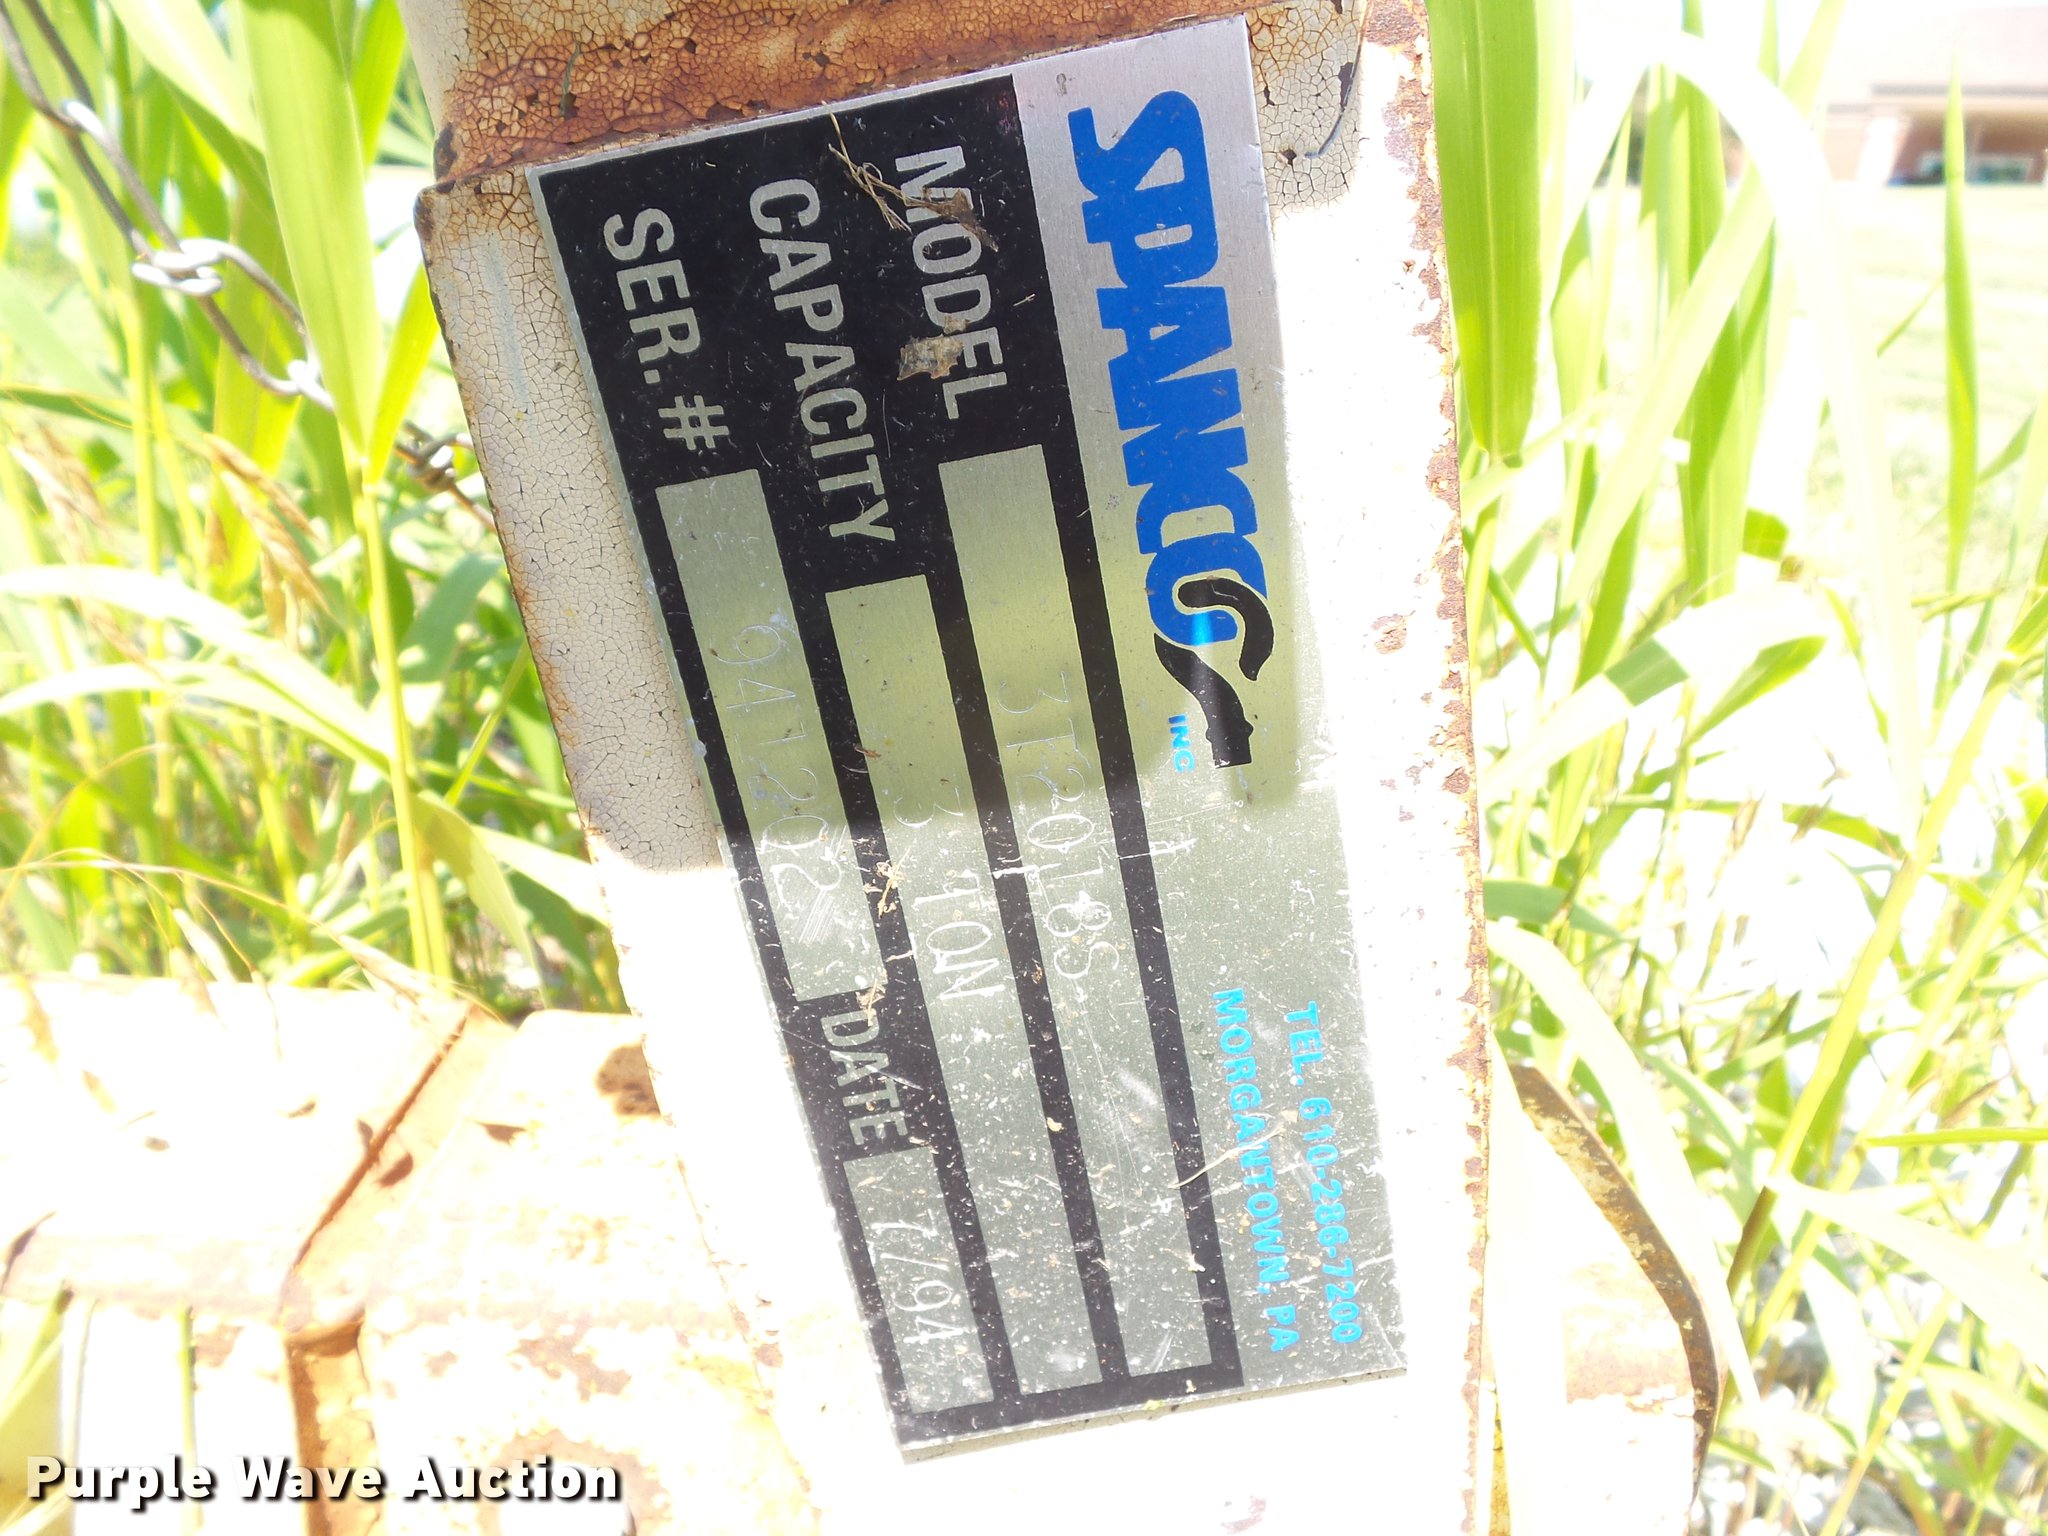 SPANCO
INC
TEL. 610-286-7200
MORGANTOWN, PA
MODEL 3F20LBS
CAPACITY 3 TON
SER. # 941202 DATE 7/94
Purple Wave Auction